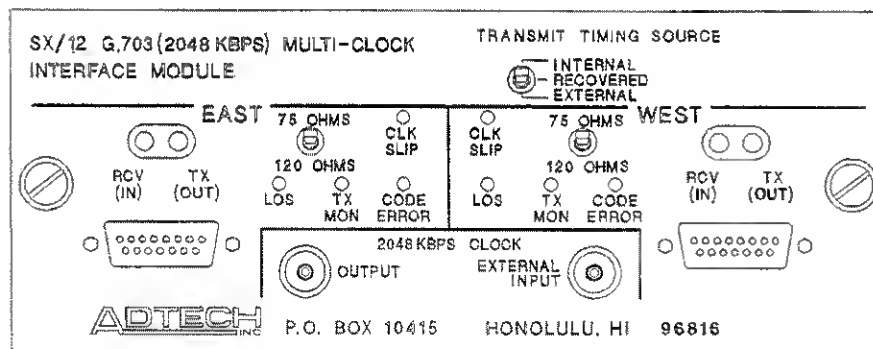 SX/12 G.703 (2048 KBPS) MULTI-CLOCK
INTERFACE MODULE
TRANSMIT TIMING SOURCE
INTERNAL
RECOVERED
EXTERNAL
EAST
RCV
(IN)
TX
(OUT)
75 OHMS
120 OHMS
CLK
SLIP
LOS
TX
MON
CODE
ERROR
WEST
CLK
SLIP
75 OHMS
120 OHMS
LOS
TX
MON
CODE
ERROR
RCV
(IN)
TX
(OUT)
2048 KBPS CLOCK
OUTPUT
EXTERNAL
INPUT
ADTECH INC
P.O. BOX 10415 HONOLULU, HI 96816